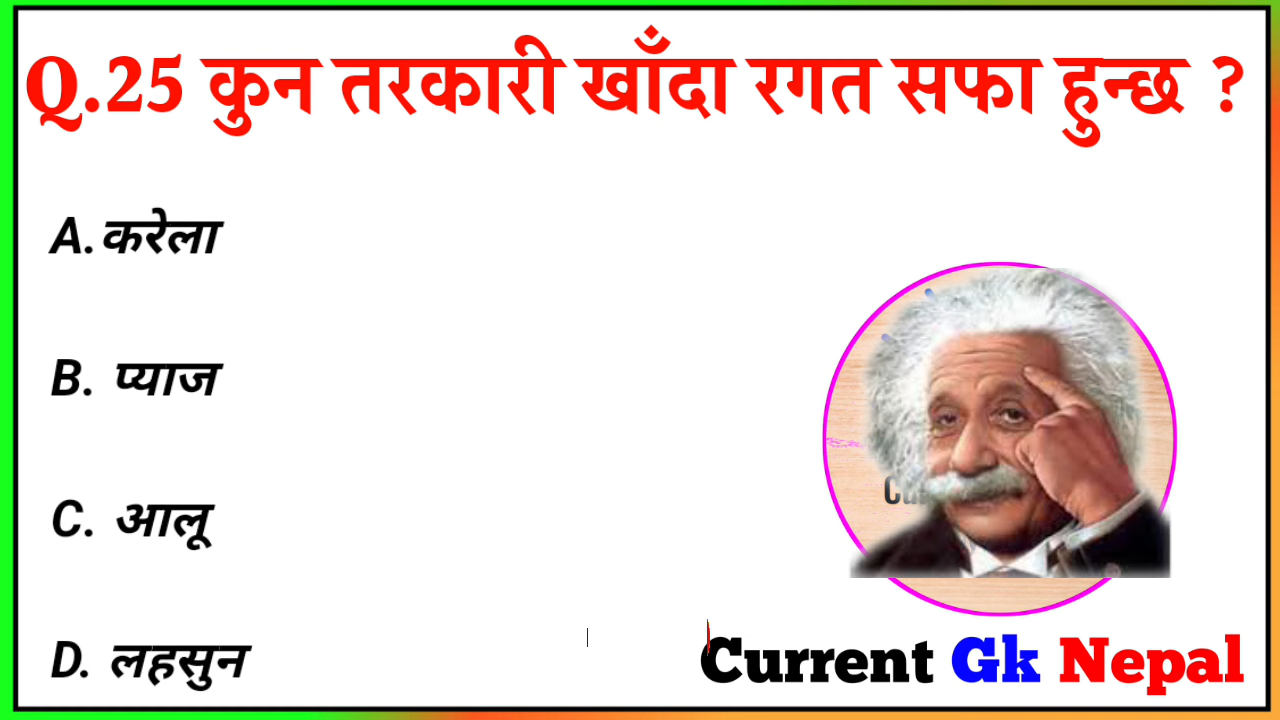 Q.25 कुन तरकारी खाँदा रगत सफा हुन्छ ?
A.करेला
B. प्याज
C. आलू
D. लहसुन
Current Gk Nepal